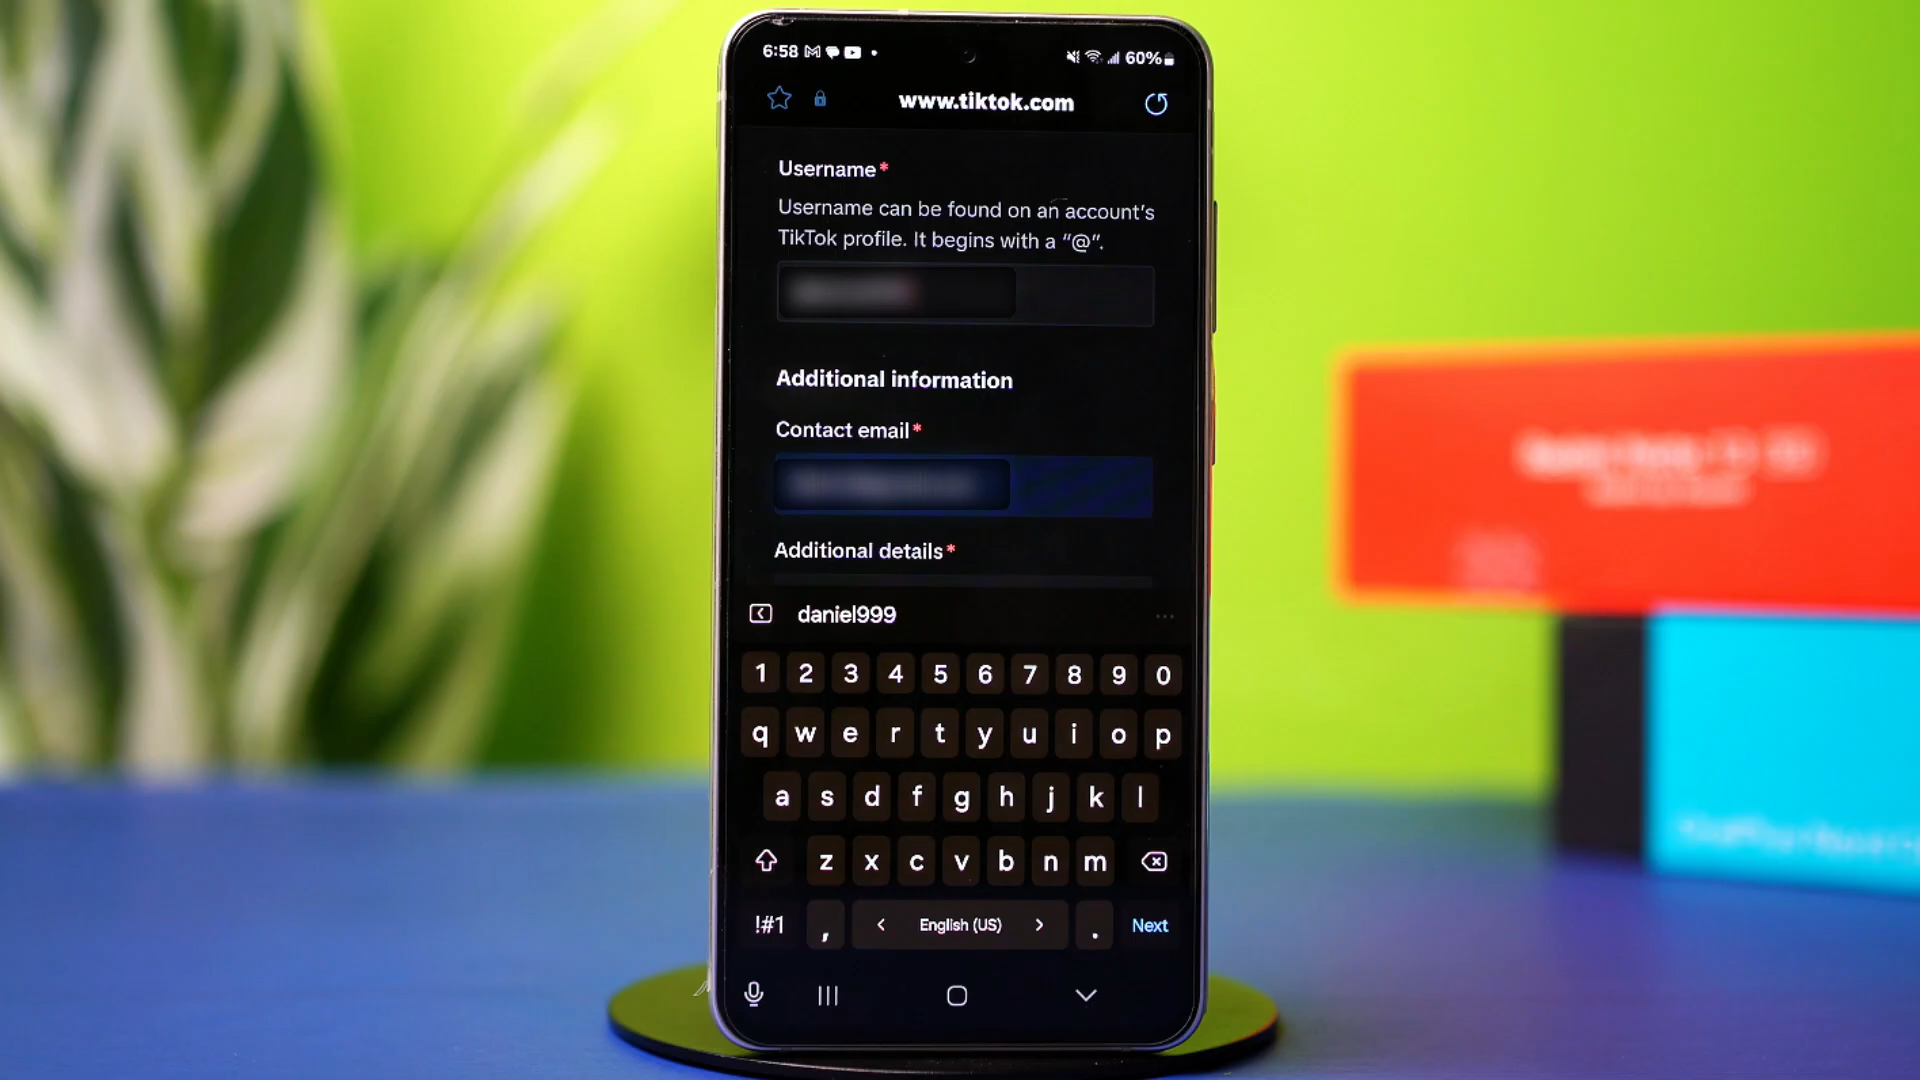 6:58
60%
www.tiktok.com
Username*
Username can be found on an account's
TikTok profile. It begins with a "@".
Additional information
Contact email*
Additional details*
daniel999
1 2 3 4 5 6 7 8 9 0
q w e r t y u i o p
a s d f g h j k l
z x c v b n m
!#1 , < English (US) > . Next